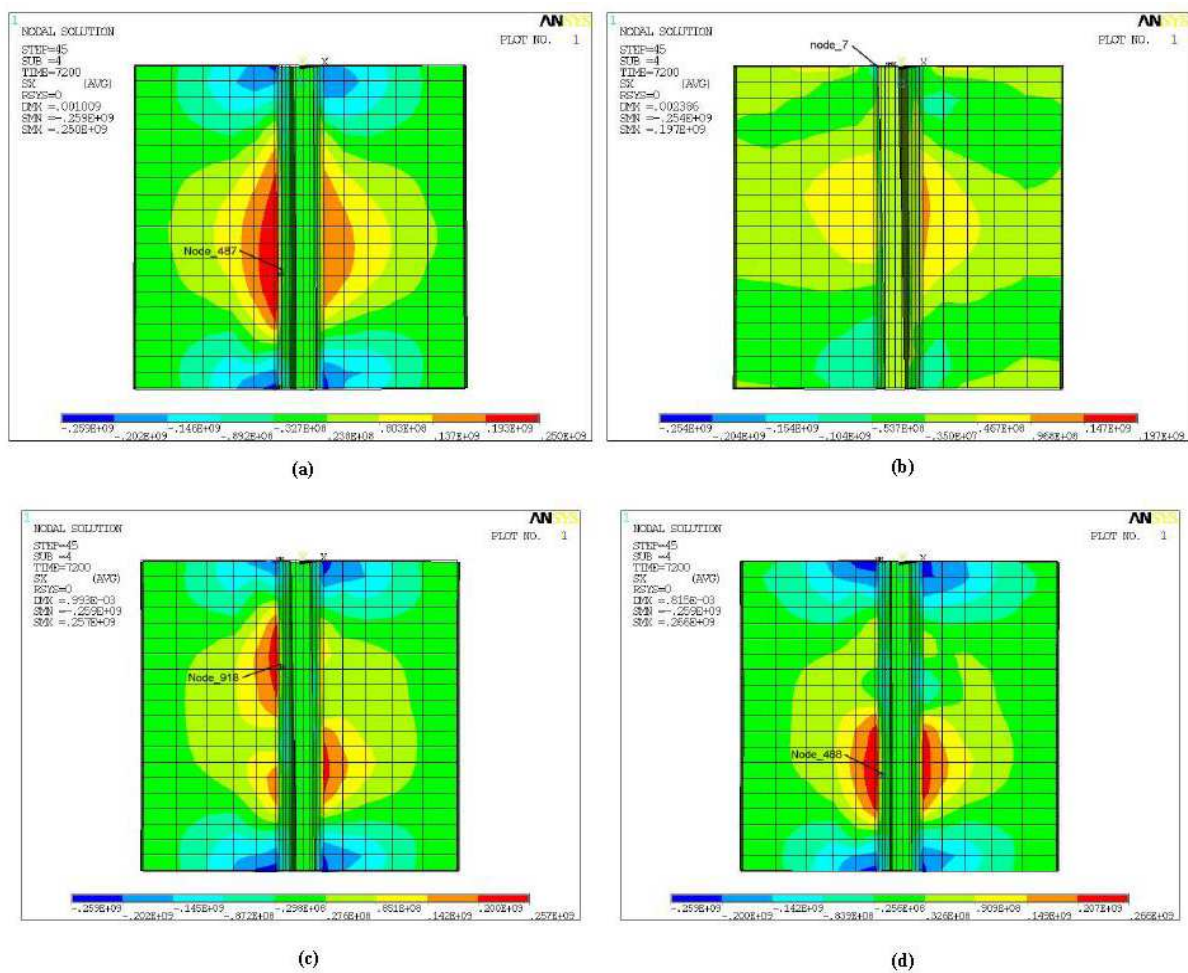 1
ANSYS
NODAL SOLUTION
PLOT NO. 1
STEP=45
SUB =4
TIME=7200
SX (AVG)
RSYS=0
DMX =.001009
SMN =-.259E+09
SMX =.250E+09
X
Node_487
-.259E+09 -.146E+09 -.327E+08 .803E+08 .193E+09
-.202E+09 -.892E+08 .238E+08 .137E+09 .250E+09
(a)
1
ANSYS
NODAL SOLUTION
PLOT NO. 1
node_7
STEP=45
SUB =4
TIME=7200
SX (AVG)
RSYS=0
DMX =.002386
SMN =-.254E+09
SMX =.197E+09
X
-.254E+09 -.154E+09 -.537E+08 .467E+08 .147E+09
-.204E+09 -.104E+09 -.350E+07 .968E+08 .197E+09
(b)
1
ANSYS
NODAL SOLUTION
PLOT NO. 1
STEP=45
SUB =4
TIME=7200
SX (AVG)
RSYS=0
DMX =.993E-03
SMN =-.259E+09
SMX =.257E+09
X
Node_918
-.259E+09 -.145E+09 -.298E+08 .851E+08 .200E+09
-.202E+09 -.872E+08 .276E+08 .142E+09 .257E+09
(c)
1
ANSYS
NODAL SOLUTION
PLOT NO. 1
STEP=45
SUB =4
TIME=7200
SX (AVG)
RSYS=0
DMX =.815E-03
SMN =-.259E+09
SMX =.266E+09
X
Node_488
-.259E+09 -.142E+09 -.256E+08 .909E+08 .207E+09
-.200E+09 -.839E+08 .326E+08 .149E+09 .266E+09
(d)